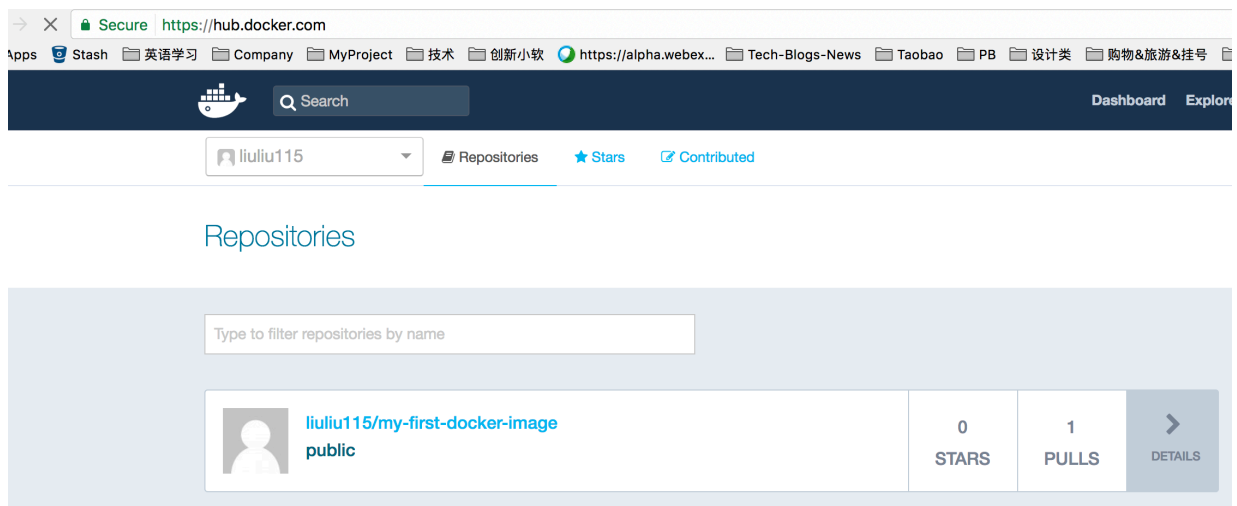 Secure https://hub.docker.com
Apps Stash 英语学习 Company MyProject 技术 创新小软 https://alpha.webex... Tech-Blogs-News Taobao PB 设计类 购物&旅游&挂号
Search Dashboard Explore
liuliu115 Repositories Stars Contributed
Repositories
Type to filter repositories by name
liuliu115/my-first-docker-image
public
0
STARS
1
PULLS
DETAILS